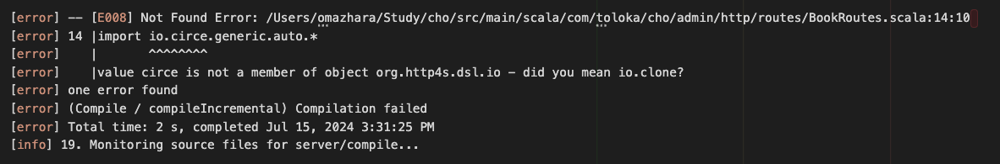 [error] -- [E008] Not Found Error: /Users/omazhara/Study/cho/src/main/scala/com/toloka/cho/admin/http/routes/BookRoutes.scala:14:10
[error] 14 |import io.circe.generic.auto.*
[error]    |       ^^^^^^^^
[error]    |value circe is not a member of object org.http4s.dsl.io - did you mean io.clone?
[error] one error found
[error] (Compile / compileIncremental) Compilation failed
[error] Total time: 2 s, completed Jul 15, 2024 3:31:25 PM
[info] 19. Monitoring source files for server/compile...